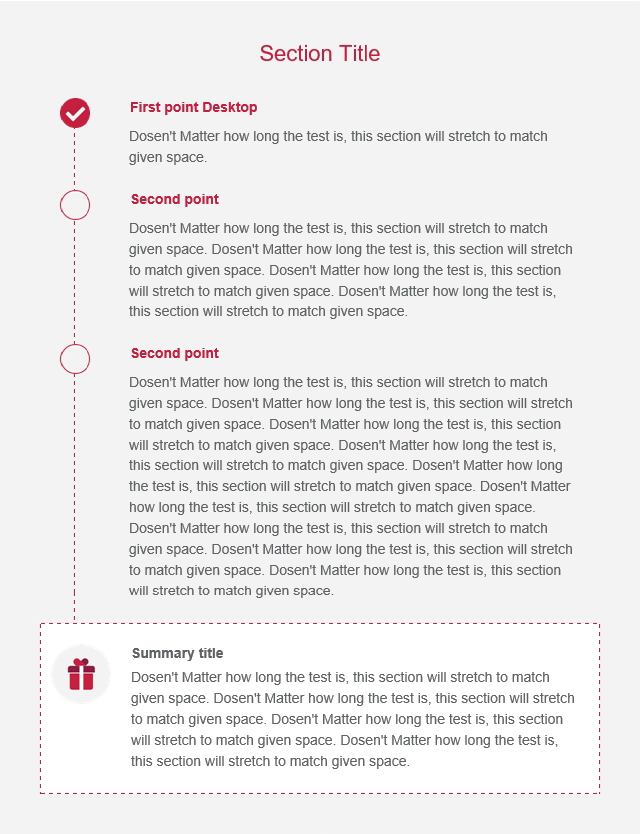 Section Title
First point Desktop
Dosen't Matter how long the test is, this section will stretch to match
given space.
Second point
Dosen't Matter how long the test is, this section will stretch to match
given space. Dosen't Matter how long the test is, this section will stretch
to match given space. Dosen't Matter how long the test is, this section
will stretch to match given space. Dosen't Matter how long the test is,
this section will stretch to match given space.
Second point
Dosen't Matter how long the test is, this section will stretch to match
given space. Dosen't Matter how long the test is, this section will stretch
to match given space. Dosen't Matter how long the test is, this section
will stretch to match given space. Dosen't Matter how long the test is,
this section will stretch to match given space. Dosen't Matter how long
the test is, this section will stretch to match given space. Dosen't Matter
how long the test is, this section will stretch to match given space.
Dosen't Matter how long the test is, this section will stretch to match
given space. Dosen't Matter how long the test is, this section will stretch
to match given space. Dosen't Matter how long the test is, this section
will stretch to match given space.
Summary title
Dosen't Matter how long the test is, this section will stretch to match
given space. Dosen't Matter how long the test is, this section will stretch
to match given space. Dosen't Matter how long the test is, this section
will stretch to match given space. Dosen't Matter how long the test is,
this section will stretch to match given space.